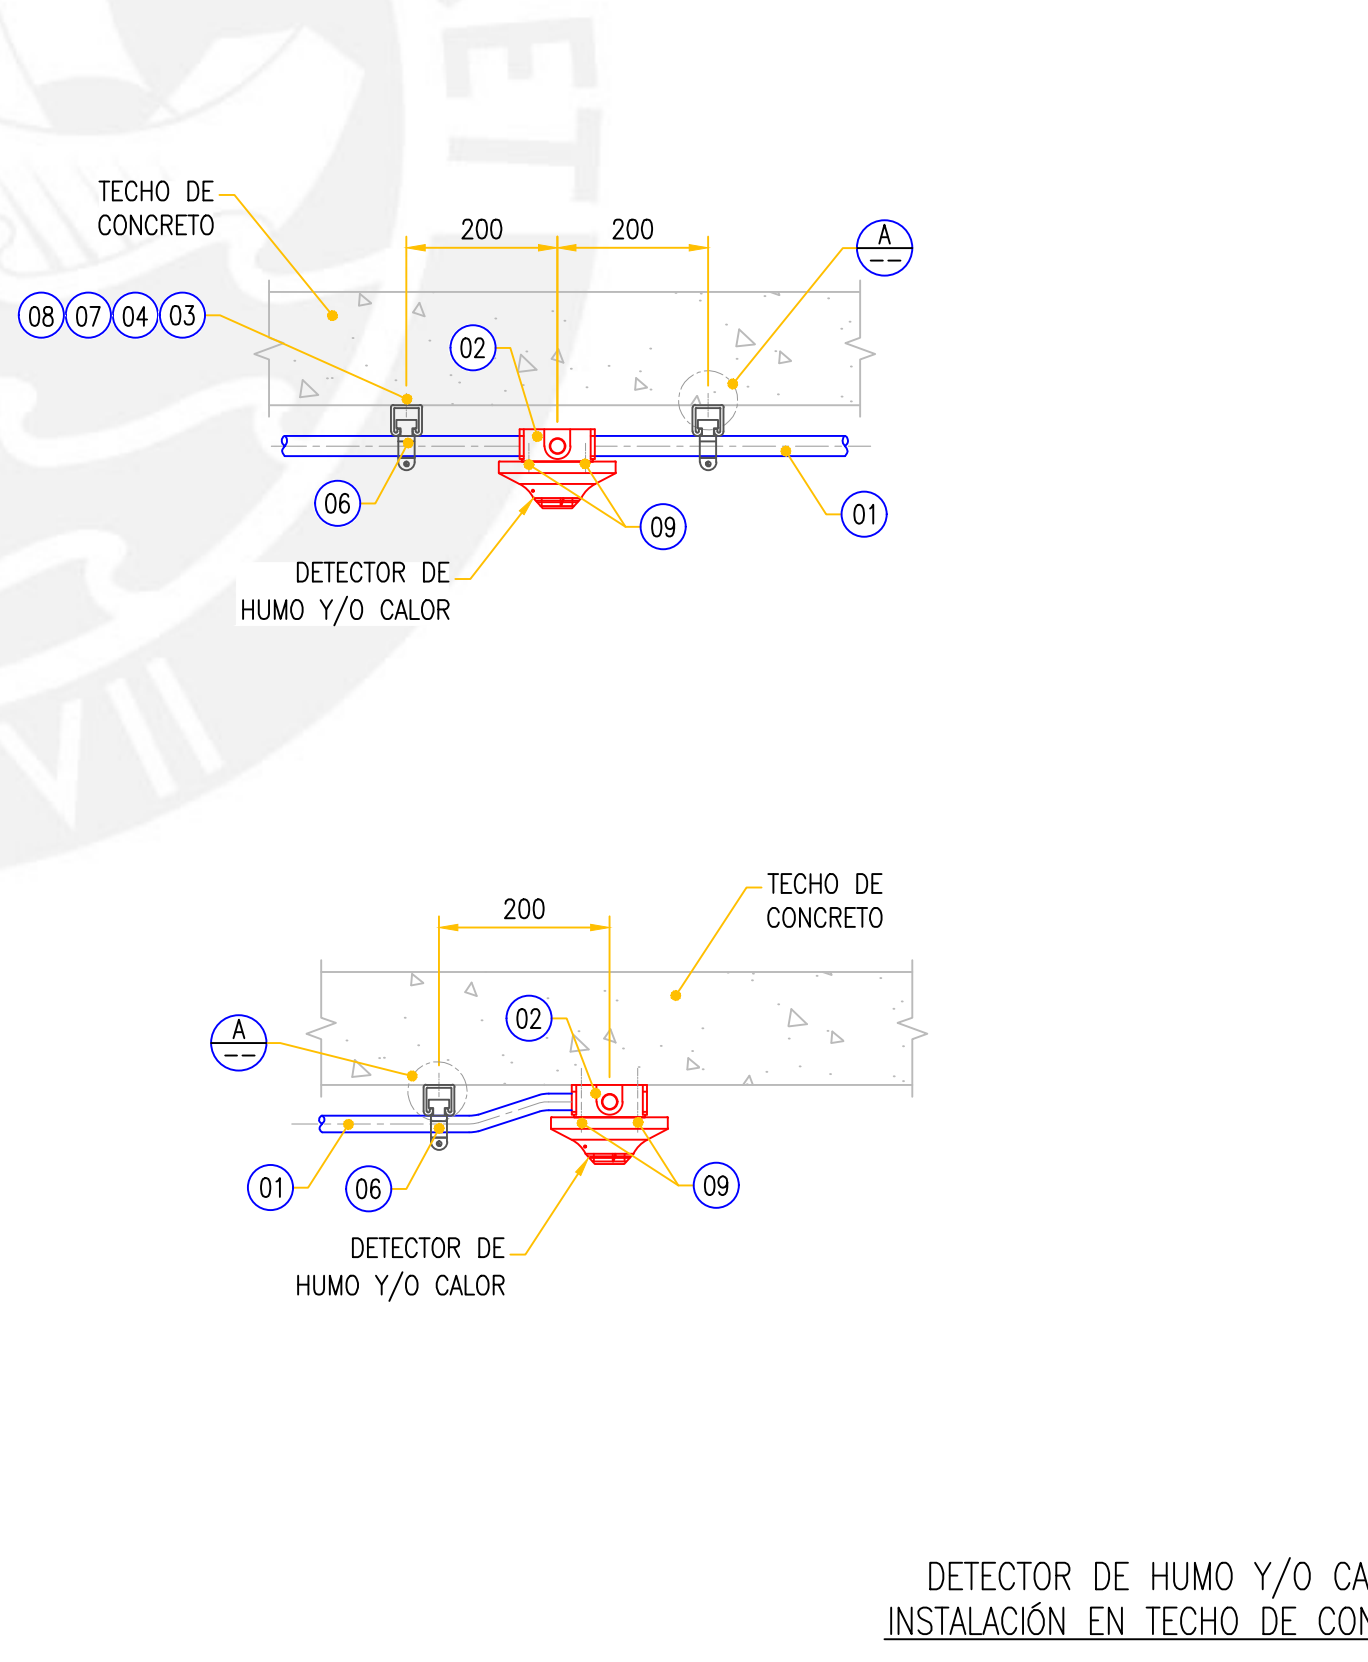 TECHO DE
CONCRETO
200
200
A
--
08 07 04 03
02
06
09
01
DETECTOR DE
HUMO Y/O CALOR
TECHO DE
CONCRETO
200
02
A
--
01
06
09
DETECTOR DE
HUMO Y/O CALOR
DETECTOR DE HUMO Y/O CA
INSTALACIÓN EN TECHO DE CON
ET
VII